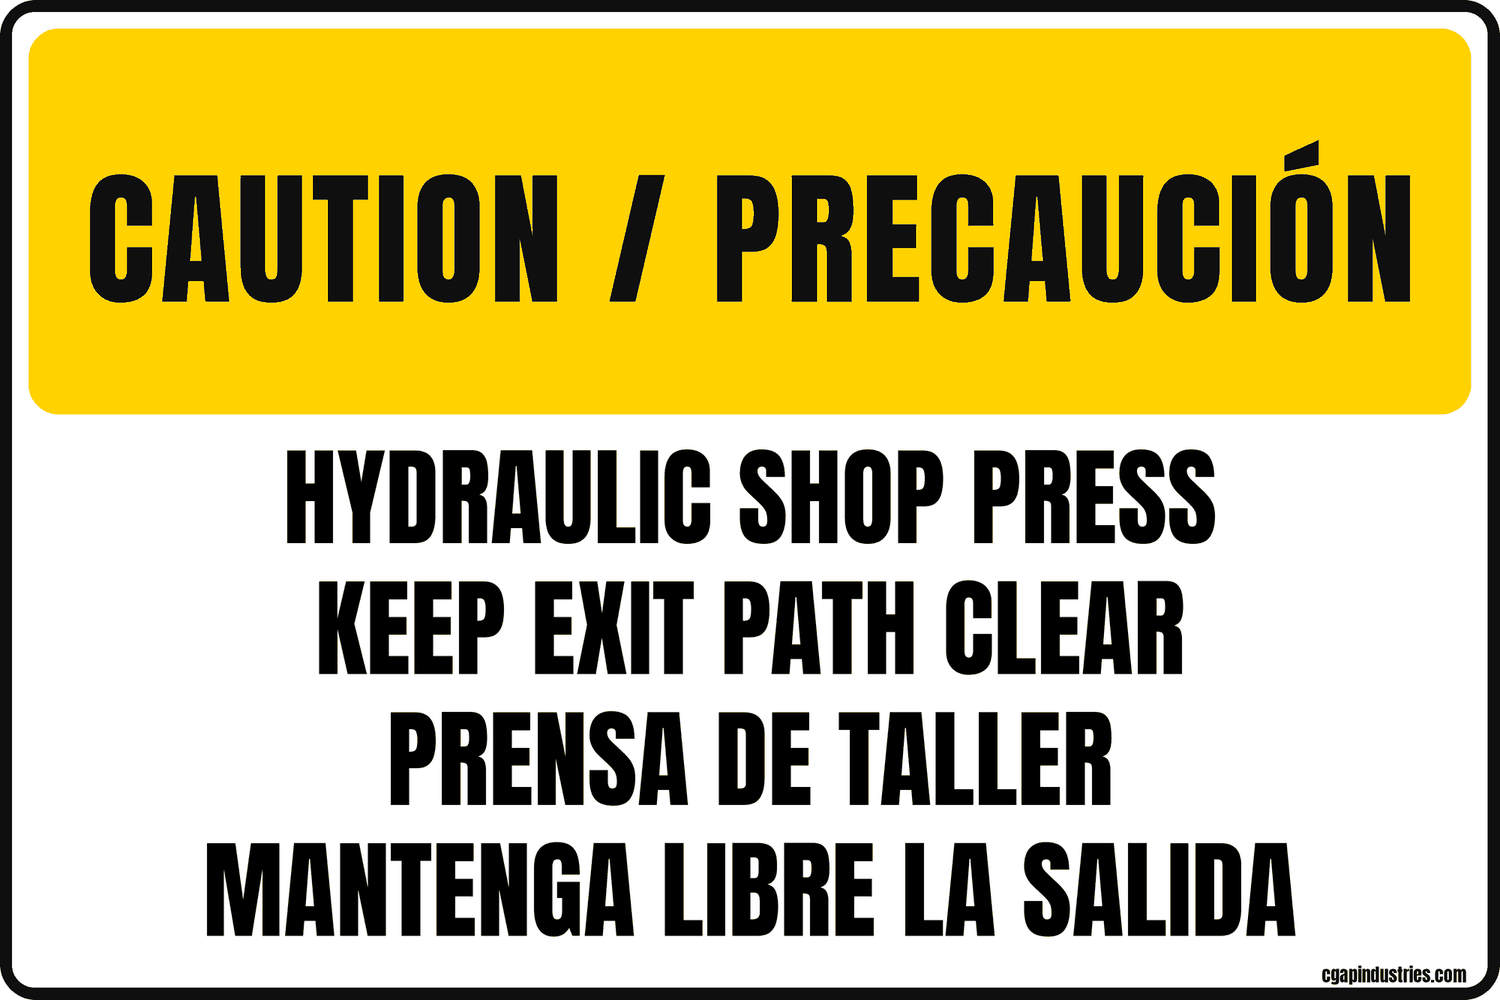 CAUTION / PRECAUCIÓN
HYDRAULIC SHOP PRESS
KEEP EXIT PATH CLEAR
PRENSA DE TALLER
MANTENGA LIBRE LA SALIDA
cgapindustries.com